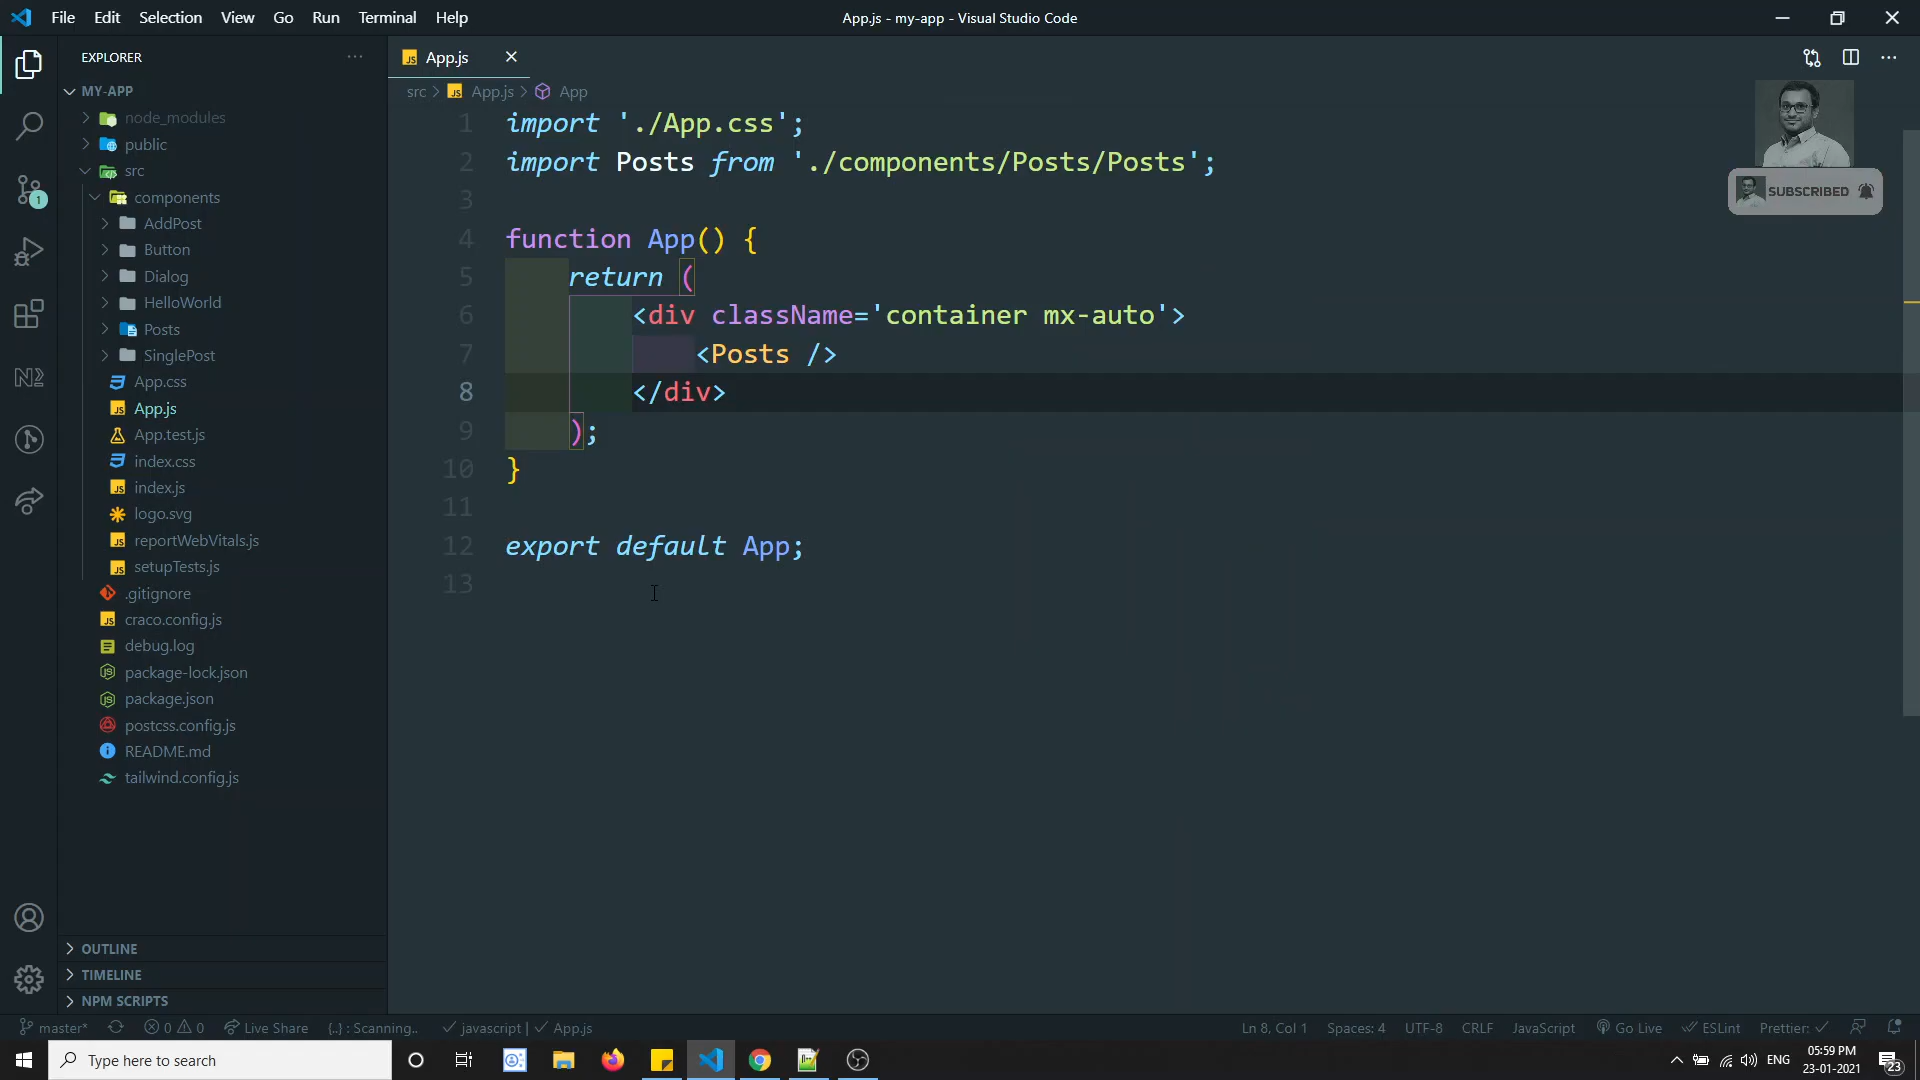 File Edit Selection View Go Run Terminal Help
App.js - my-app - Visual Studio Code
EXPLORER
MY-APP
node_modules
public
src
components
AddPost
Button
Dialog
HelloWorld
Posts
SinglePost
App.css
App.js
App.test.js
index.css
index.js
logo.svg
reportWebVitals.js
setupTests.js
.gitignore
craco.config.js
debug.log
package-lock.json
package.json
postcss.config.js
README.md
tailwind.config.js
OUTLINE
TIMELINE
NPM SCRIPTS
1
App.js
src > App.js > App
SUBSCRIBED
1 import './App.css';
2 import Posts from './components/Posts/Posts';
3
4 function App() {
5 return (
6 <div className='container mx-auto'>
7 <Posts />
8 </div>
9 );
10 }
11
12 export default App;
13
master* 0 0 Live Share {..} : Scanning.. javascript | App.js
Ln 8, Col 1 Spaces: 4 UTF-8 CRLF JavaScript Go Live ESLint Prettier:
Type here to search
ENG
05:59 PM
23-01-2021
23